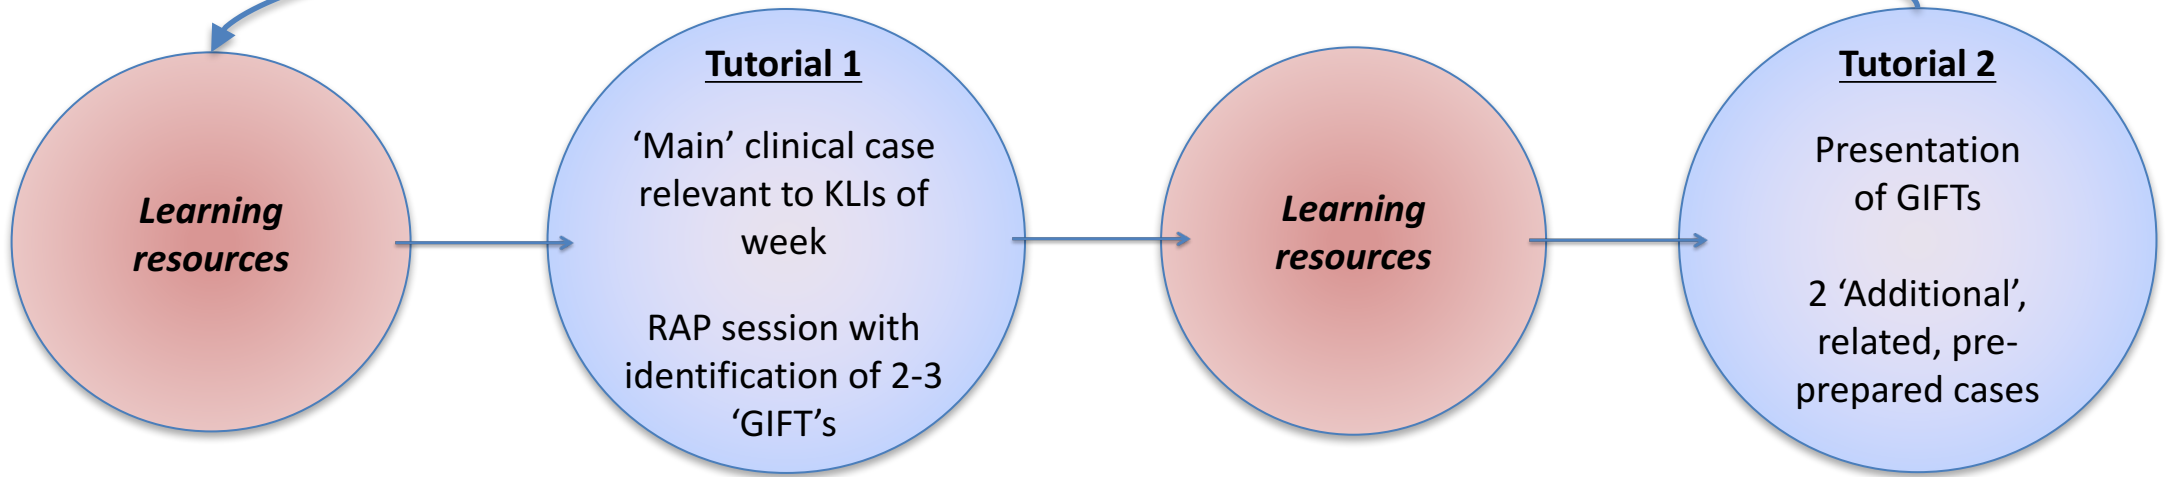 Learning
resources
Tutorial 1
‘Main’ clinical case
relevant to KLIs of
week
RAP session with
identification of 2-3
‘GIFT’s
Learning
resources
Tutorial 2
Presentation
of GIFTs
2 ‘Additional’,
related, pre-
prepared cases